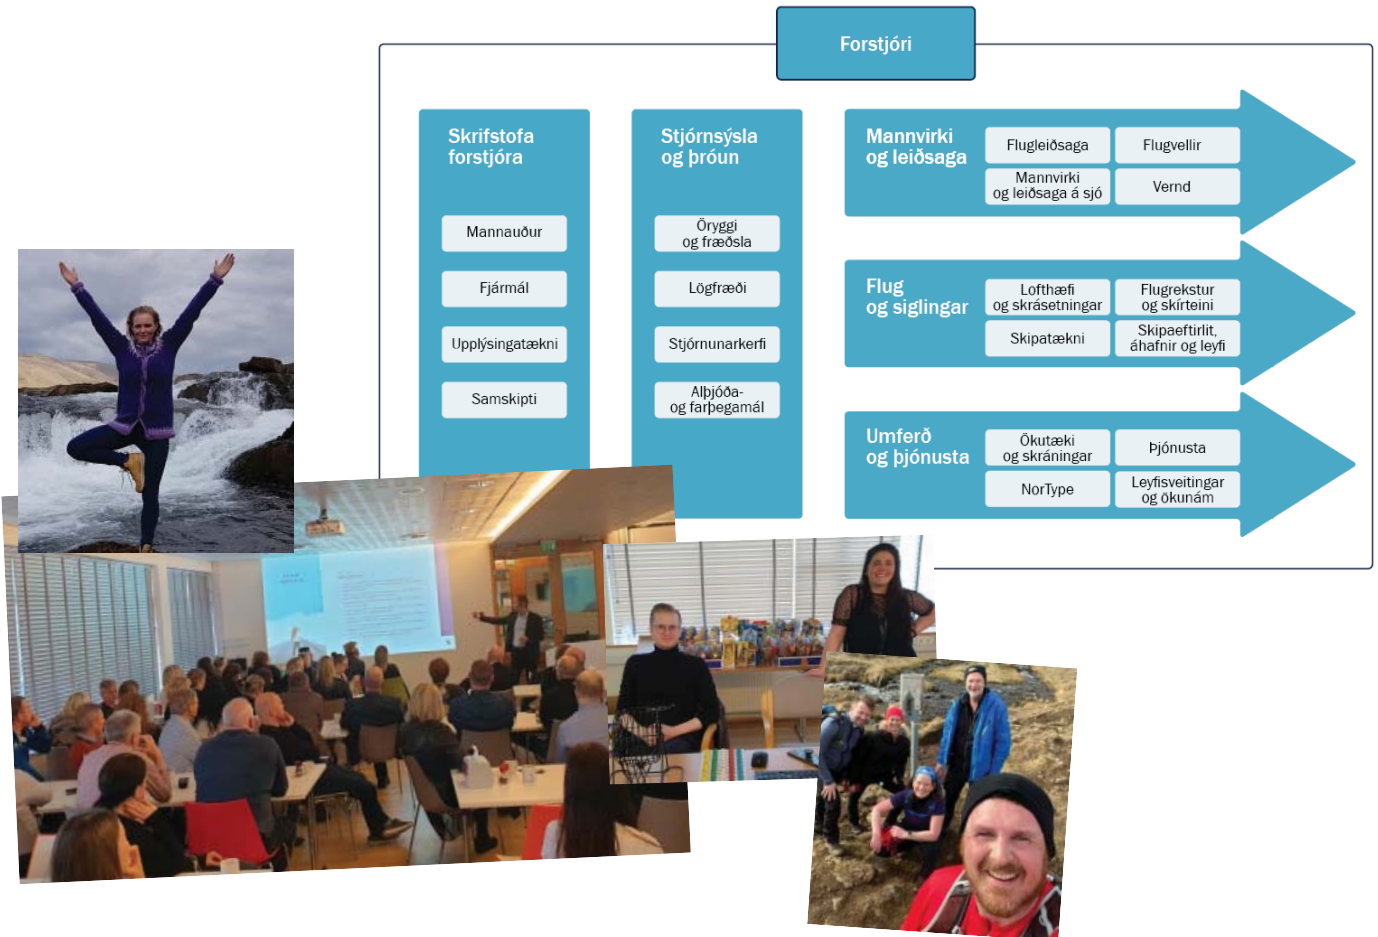 Forstjóri
Skrifstofa
forstjóra
Mannauður
Fjármál
Upplýsingatækni
Samskipti
Stjórnsýsla
og þróun
Öryggi
og fræðsla
Lögfræði
Stjórnunarkerfi
Alþjóða-
og farþegamál
Mannvirki
og leiðsaga
Flugleiðsaga
Flugvellir
Mannvirki
og leiðsaga á sjó
Vernd
Flug
og siglingar
Lofthæfi
og skrásetningar
Flugrekstur
og skírteini
Skipatækni
Skipaeftirlit,
áhafnir og leyfi
Umferð
og þjónusta
Ökutæki
og skráningar
Þjónusta
NorType
Leyfisveitingar
og ökunám